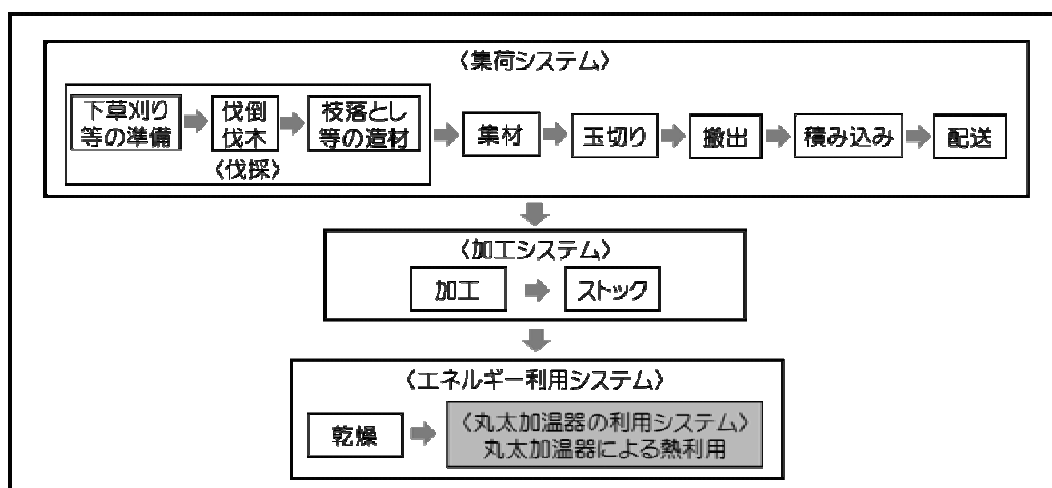 〈集荷システム〉
下草刈り
等の準備
伐倒
伐木
枝落とし
等の造材
〈伐採〉
集材
玉切り
搬出
積み込み
配送
〈加工システム〉
加工
ストック
〈エネルギー利用システム〉
乾燥
〈丸太加温器の利用システム〉
丸太加温器による熱利用